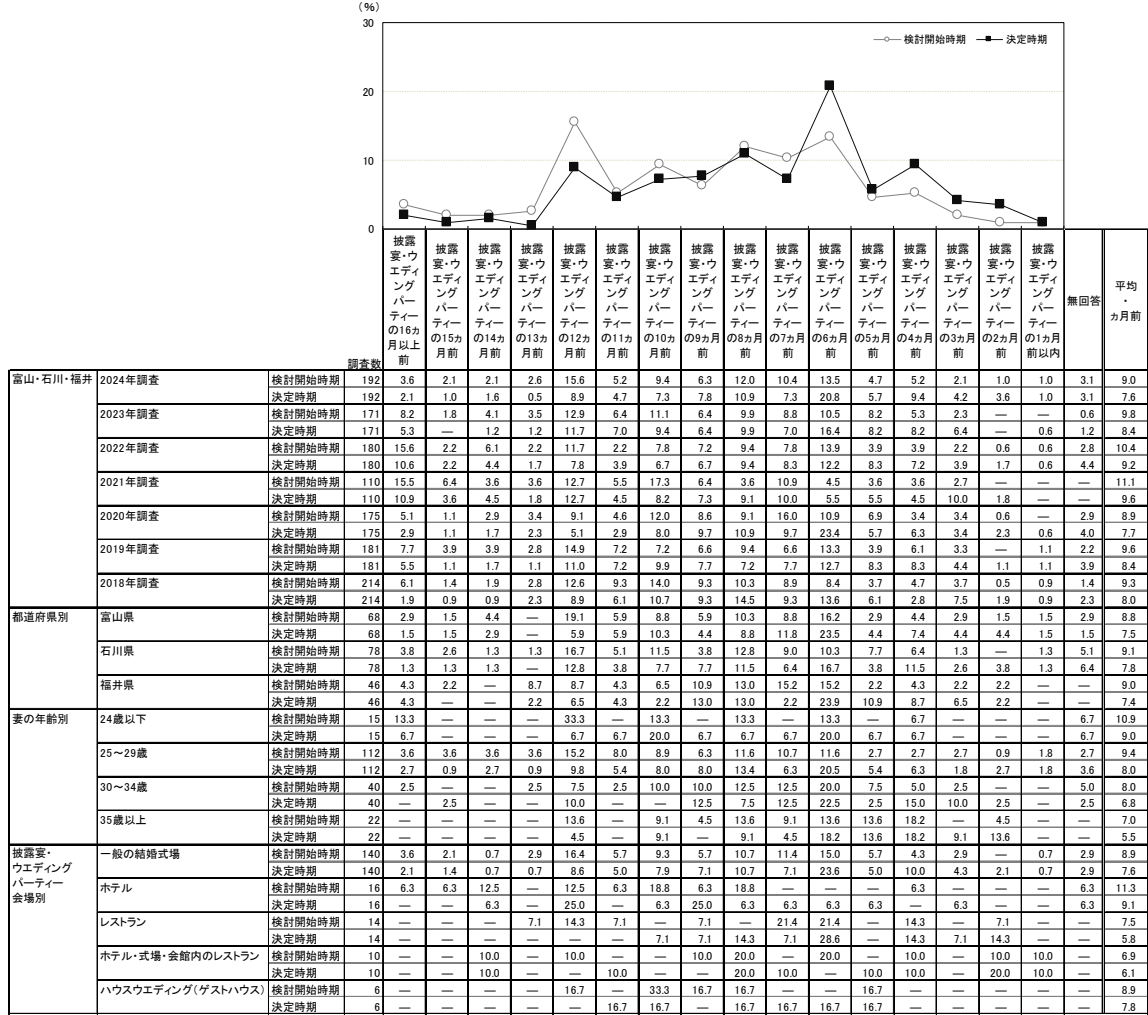 （%）
30
20
10
0
検討開始時期 決定時期
調査数 披露宴・ウエディングパーティーの16ヵ月以上前 披露宴・ウエディングパーティーの15ヵ月前 披露宴・ウエディングパーティーの14ヵ月前 披露宴・ウエディングパーティーの13ヵ月前 披露宴・ウエディングパーティーの12ヵ月前 披露宴・ウエディングパーティーの11ヵ月前 披露宴・ウエディングパーティーの10ヵ月前 披露宴・ウエディングパーティーの9ヵ月前 披露宴・ウエディングパーティーの8ヵ月前 披露宴・ウエディングパーティーの7ヵ月前 披露宴・ウエディングパーティーの6ヵ月前 披露宴・ウエディングパーティーの5ヵ月前 披露宴・ウエディングパーティーの4ヵ月前 披露宴・ウエディングパーティーの3ヵ月前 披露宴・ウエディングパーティーの2ヵ月前 披露宴・ウエディングパーティーの1ヵ月前以内 無回答 平均・ヵ月前
富山・石川・福井 2024年調査 検討開始時期 192 3.6 2.1 2.1 2.6 15.6 5.2 9.4 6.3 12.0 10.4 13.5 4.7 5.2 2.1 1.0 1.0 3.1 9.0
決定時期 192 2.1 1.0 1.6 0.5 8.9 4.7 7.3 7.8 10.9 7.3 20.8 5.7 9.4 4.2 3.6 1.0 3.1 7.6
2023年調査 検討開始時期 171 8.2 1.8 4.1 3.5 12.9 6.4 11.1 6.4 9.9 8.8 10.5 8.2 5.3 2.3 — — 0.6 9.8
決定時期 171 5.3 — 1.2 1.2 11.7 7.0 9.4 6.4 9.9 7.0 16.4 8.2 8.2 6.4 — 0.6 1.2 8.4
2022年調査 検討開始時期 180 15.6 2.2 6.1 2.2 11.7 2.2 7.8 7.2 9.4 7.8 13.9 3.9 3.9 2.2 0.6 0.6 2.8 10.4
決定時期 180 10.6 2.2 4.4 1.7 7.8 3.9 6.7 6.7 9.4 8.3 12.2 8.3 7.2 3.9 1.7 0.6 4.4 9.2
2021年調査 検討開始時期 110 15.5 6.4 3.6 3.6 12.7 5.5 17.3 6.4 3.6 10.9 4.5 3.6 3.6 2.7 — — — 11.1
決定時期 110 10.9 3.6 4.5 1.8 12.7 4.5 8.2 7.3 9.1 10.0 5.5 5.5 4.5 10.0 1.8 — — 9.6
2020年調査 検討開始時期 175 5.1 1.1 2.9 3.4 9.1 4.6 12.0 8.6 9.1 16.0 10.9 6.9 3.4 3.4 0.6 — 2.9 8.9
決定時期 175 2.9 1.1 1.7 2.3 5.1 2.9 8.0 9.7 10.9 9.7 23.4 5.7 6.3 3.4 2.3 0.6 4.0 7.7
2019年調査 検討開始時期 181 7.7 3.9 3.9 2.8 14.9 7.2 7.2 6.6 9.4 6.6 13.3 3.9 6.1 3.3 — 1.1 2.2 9.6
決定時期 181 5.5 1.1 1.7 1.1 11.0 7.2 9.9 7.7 7.2 7.7 12.7 8.3 8.3 4.4 1.1 1.1 3.9 8.4
2018年調査 検討開始時期 214 6.1 1.4 1.9 2.8 12.6 9.3 14.0 9.3 10.3 8.9 8.4 3.7 4.7 3.7 0.5 0.9 1.4 9.3
決定時期 214 1.9 0.9 0.9 2.3 8.9 6.1 10.7 9.3 14.5 9.3 13.6 6.1 2.8 7.5 1.9 0.9 2.3 8.0
都道府県別 富山県 検討開始時期 68 2.9 1.5 4.4 — 19.1 5.9 8.8 5.9 10.3 8.8 16.2 2.9 4.4 2.9 1.5 1.5 2.9 8.8
決定時期 68 1.5 1.5 2.9 — 5.9 5.9 10.3 4.4 8.8 11.8 23.5 4.4 7.4 4.4 4.4 1.5 1.5 7.5
石川県 検討開始時期 78 3.8 2.6 1.3 1.3 16.7 5.1 11.5 3.8 12.8 9.0 10.3 7.7 6.4 1.3 — 1.3 5.1 9.1
決定時期 78 1.3 1.3 1.3 — 12.8 3.8 7.7 7.7 11.5 6.4 16.7 3.8 11.5 2.6 3.8 1.3 6.4 7.8
福井県 検討開始時期 46 4.3 2.2 — 8.7 8.7 4.3 6.5 10.9 13.0 15.2 15.2 2.2 4.3 2.2 2.2 — — 9.0
決定時期 46 4.3 — — 2.2 6.5 4.3 2.2 13.0 13.0 2.2 23.9 10.9 8.7 6.5 2.2 — — 7.4
妻の年齢別 24歳以下 検討開始時期 15 13.3 — — — 33.3 — 13.3 — 13.3 — 13.3 — 6.7 — — — 6.7 10.9
決定時期 15 6.7 — — — 6.7 6.7 20.0 6.7 6.7 6.7 20.0 6.7 6.7 — — — 6.7 9.0
25〜29歳 検討開始時期 112 3.6 3.6 3.6 3.6 15.2 8.0 8.9 6.3 11.6 10.7 11.6 2.7 2.7 2.7 0.9 1.8 2.7 9.4
決定時期 112 2.7 0.9 2.7 0.9 9.8 5.4 8.0 8.0 13.4 6.3 20.5 5.4 6.3 1.8 2.7 1.8 3.6 8.0
30〜34歳 検討開始時期 40 2.5 — — 2.5 7.5 2.5 10.0 10.0 12.5 12.5 20.0 7.5 5.0 2.5 — — 5.0 8.0
決定時期 40 — 2.5 — — 10.0 — — 12.5 7.5 12.5 22.5 2.5 15.0 10.0 2.5 — 2.5 6.8
35歳以上 検討開始時期 22 — — — — 13.6 — 9.1 4.5 13.6 9.1 13.6 13.6 18.2 — 4.5 — — 7.0
決定時期 22 — — — — 4.5 — 9.1 — 9.1 4.5 18.2 13.6 18.2 9.1 13.6 — — 5.5
披露宴・ウエディングパーティー会場別 一般の結婚式場 検討開始時期 140 3.6 2.1 0.7 2.9 16.4 5.7 9.3 5.7 10.7 11.4 15.0 5.7 4.3 2.9 — 0.7 2.9 8.9
決定時期 140 2.1 1.4 0.7 0.7 8.6 5.0 7.9 7.1 10.7 7.1 23.6 5.0 10.0 4.3 2.1 0.7 2.9 7.6
ホテル 検討開始時期 16 6.3 6.3 12.5 — 12.5 6.3 18.8 6.3 18.8 — — — 6.3 — — — 6.3 11.3
決定時期 16 — — 6.3 — 25.0 — 6.3 25.0 6.3 6.3 6.3 6.3 — 6.3 — — 6.3 9.1
レストラン 検討開始時期 14 — — — 7.1 14.3 7.1 — 7.1 — 21.4 21.4 — 14.3 — 7.1 — — 7.5
決定時期 14 — — — — — — 7.1 7.1 14.3 7.1 28.6 — 14.3 7.1 14.3 — — 5.8
ホテル・式場・会館内のレストラン 検討開始時期 10 — — 10.0 — 10.0 — — 10.0 20.0 — 20.0 — 10.0 — 10.0 10.0 — 6.9
決定時期 10 — — 10.0 — — 10.0 — — 20.0 10.0 — 10.0 10.0 — 20.0 10.0 — 6.1
ハウスウエディング（ゲストハウス） 検討開始時期 6 — — — — 16.7 — 33.3 16.7 16.7 — — 16.7 — — — — — 8.9
決定時期 6 — — — — — 16.7 16.7 — 16.7 16.7 16.7 16.7 — — — — — 7.8